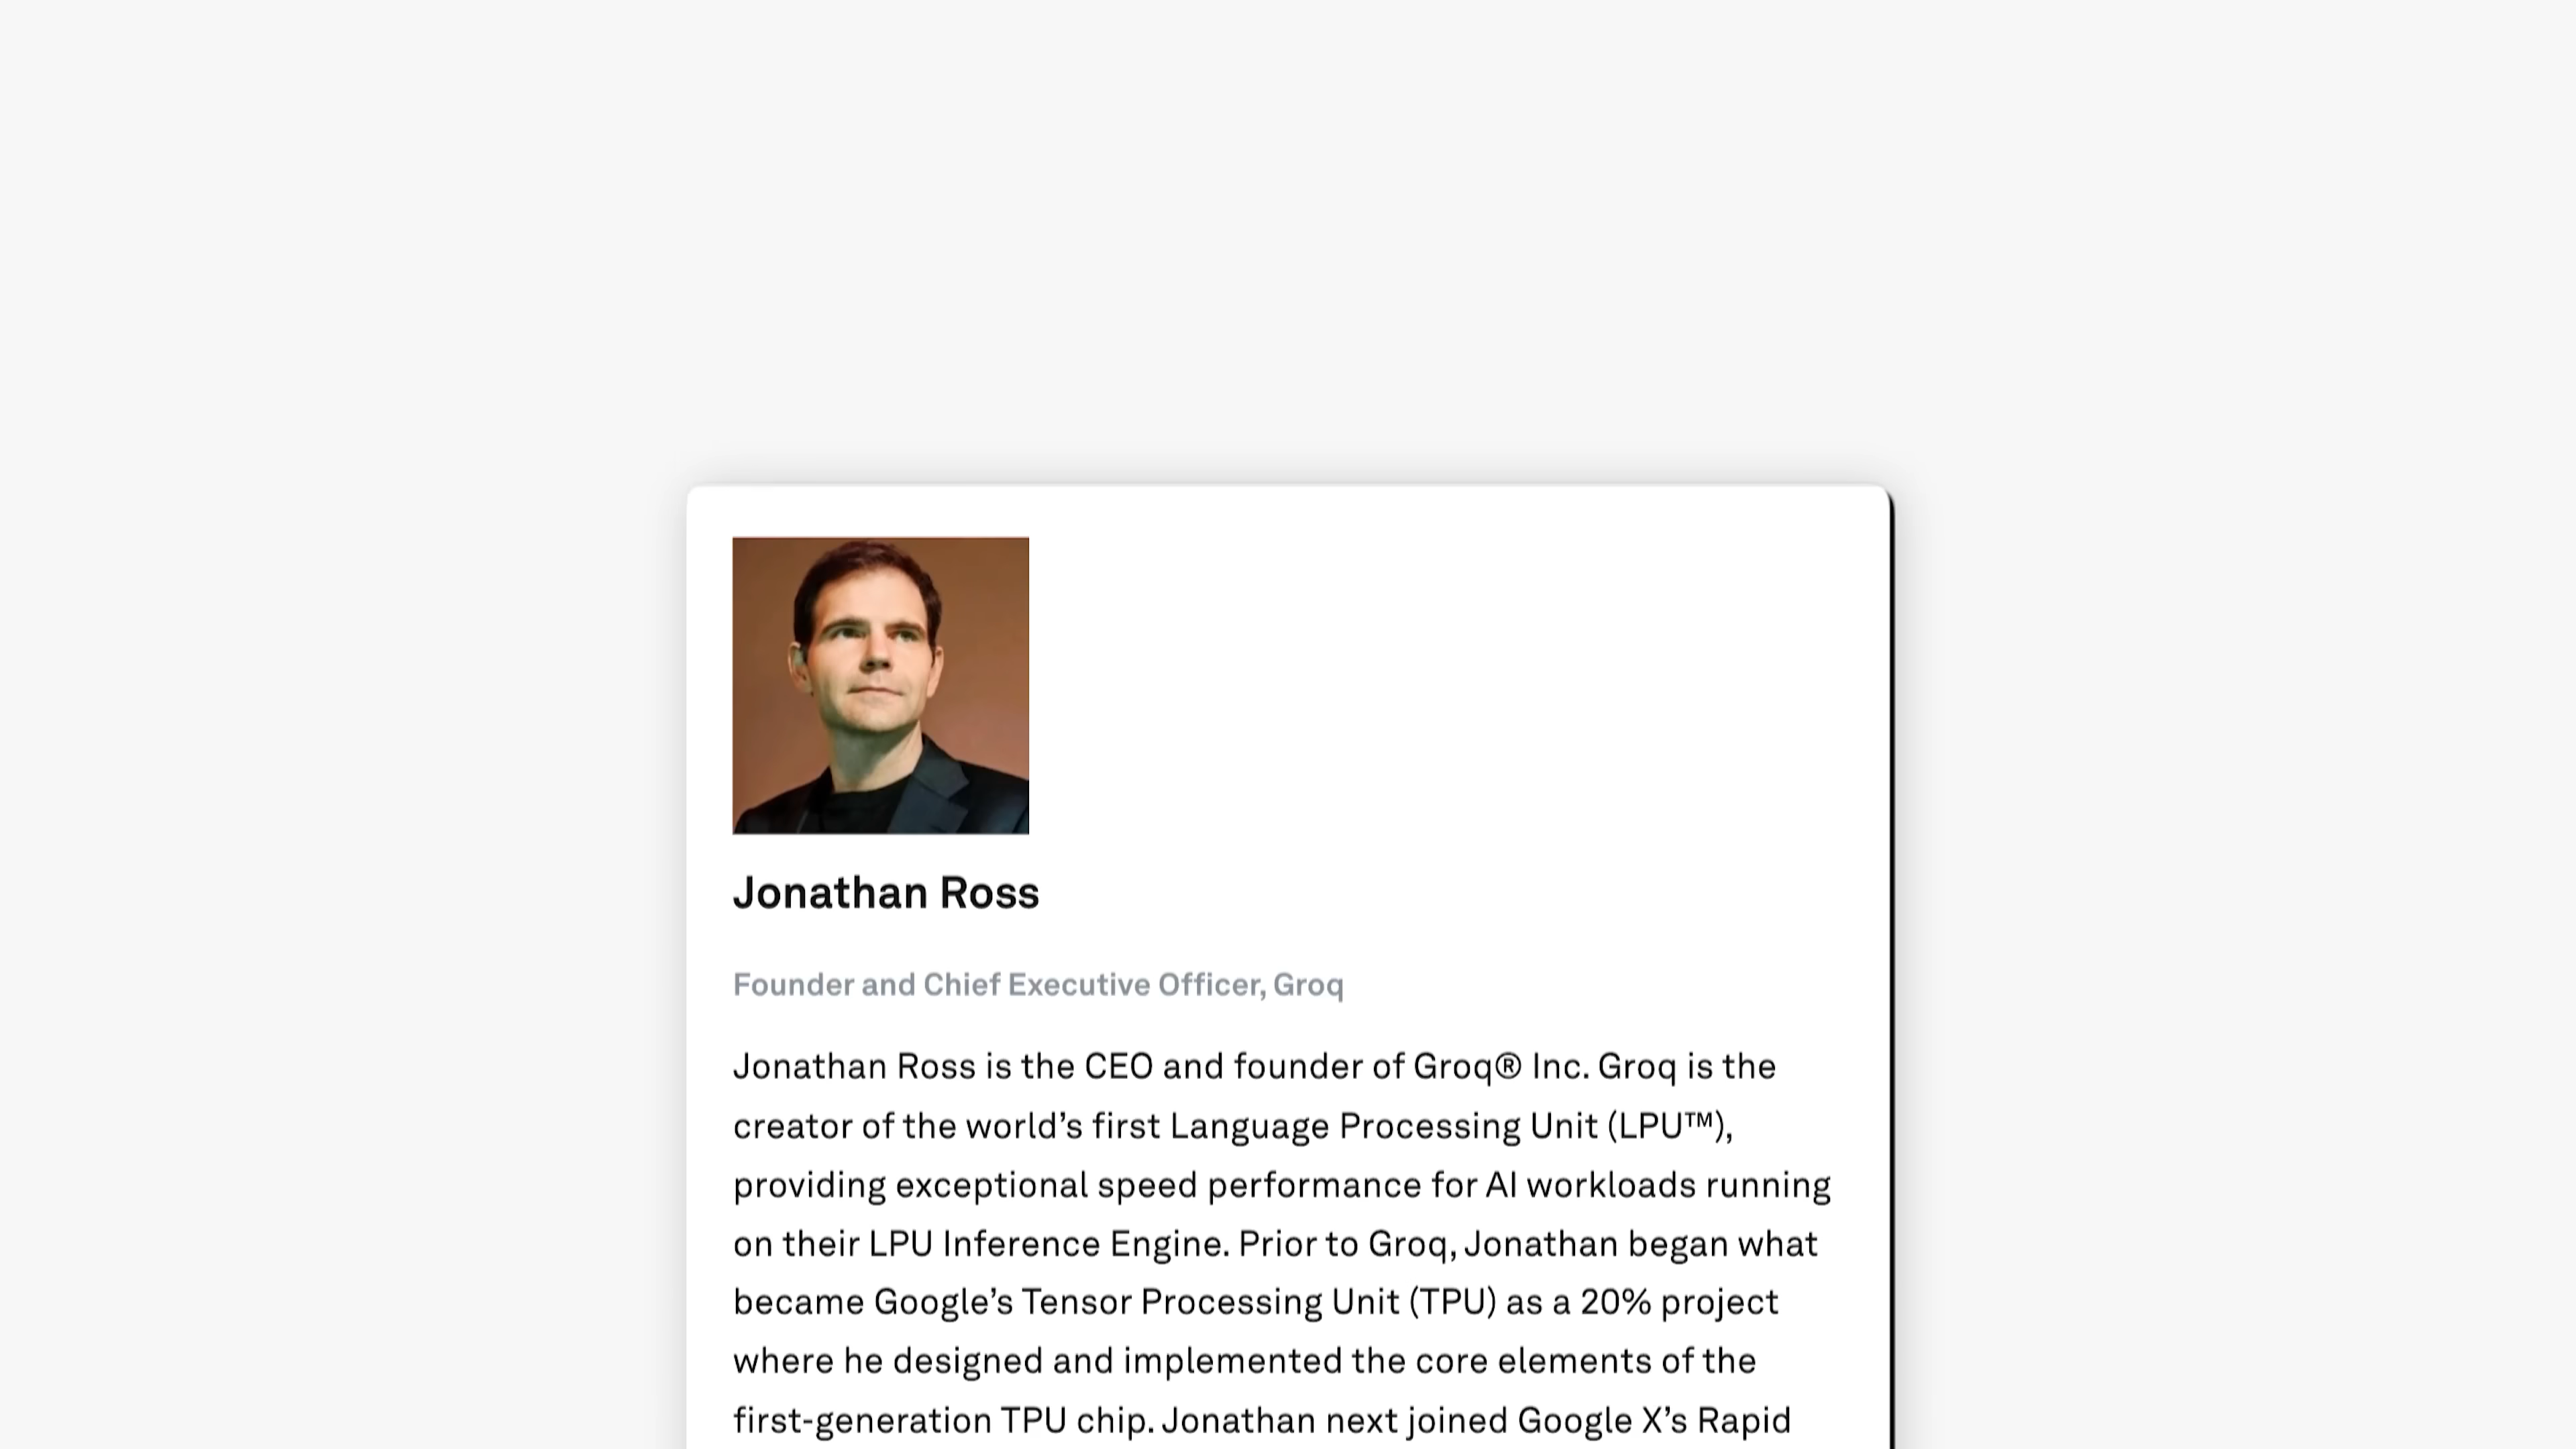 Jonathan Ross
Founder and Chief Executive Officer, Groq
Jonathan Ross is the CEO and founder of Groq® Inc. Groq is the
creator of the world’s first Language Processing Unit (LPU™),
providing exceptional speed performance for AI workloads running
on their LPU Inference Engine. Prior to Groq, Jonathan began what
became Google’s Tensor Processing Unit (TPU) as a 20% project
where he designed and implemented the core elements of the
first-generation TPU chip. Jonathan next joined Google X’s Rapid